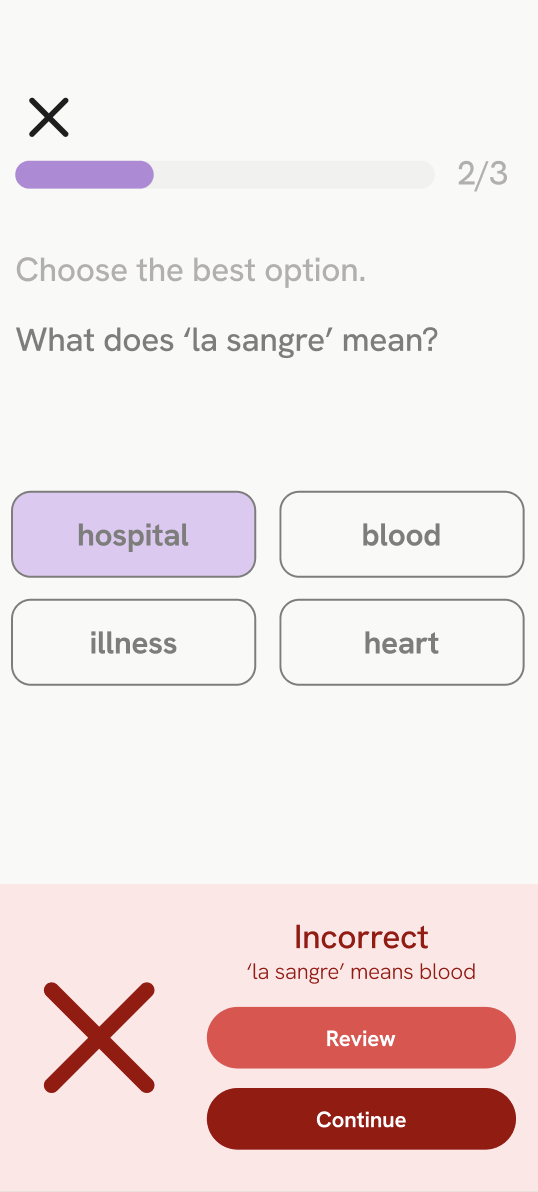 2/3
Choose the best option.
What does ‘la sangre’ mean?
hospital
blood
illness
heart
Incorrect
‘la sangre’ means blood
Review
Continue